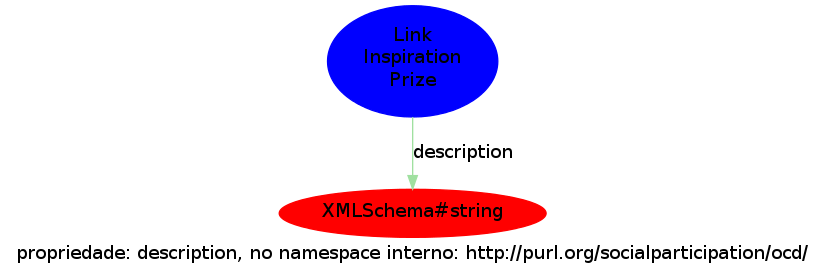 Link
Inspiration
Prize
description
XMLSchema#string
propriedade: description, no namespace interno: http://purl.org/socialparticipation/ocd/